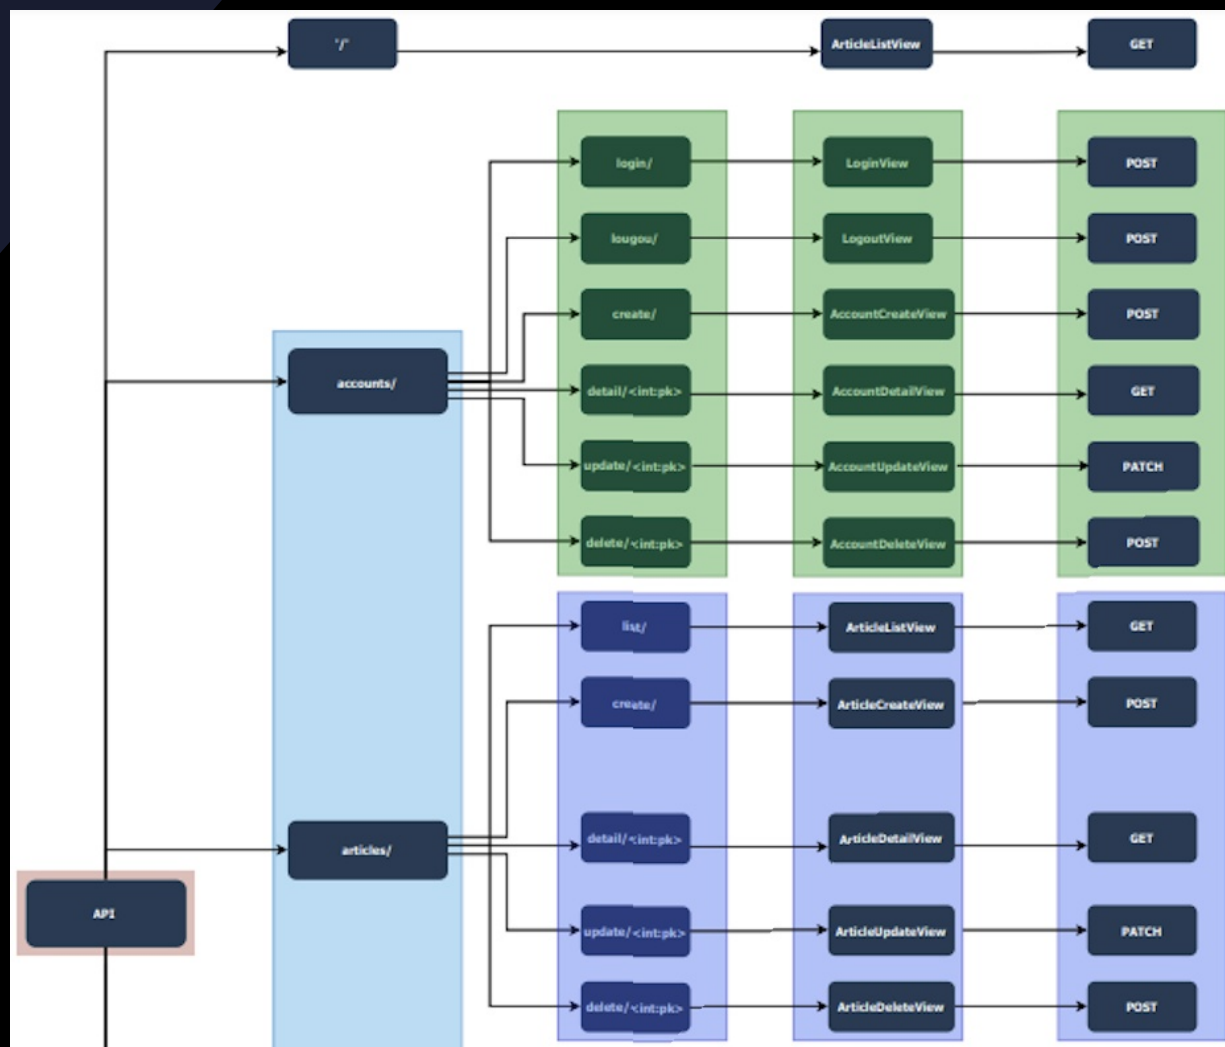 '/'
ArticleListView
GET
login/
LoginView
POST
lougou/
LogoutView
POST
create/
AccountCreateView
POST
accounts/
detail/<int:pk>
AccountDetailView
GET
update/<int:pk>
AccountUpdateView
PATCH
delete/<int:pk>
AccountDeleteView
POST
list/
ArticleListView
GET
create/
ArticleCreateView
POST
articles/
detail/<int:pk>
ArticleDetailView
GET
API
update/<int:pk>
ArticleUpdateView
PATCH
delete/<int:pk>
ArticleDeleteView
POST